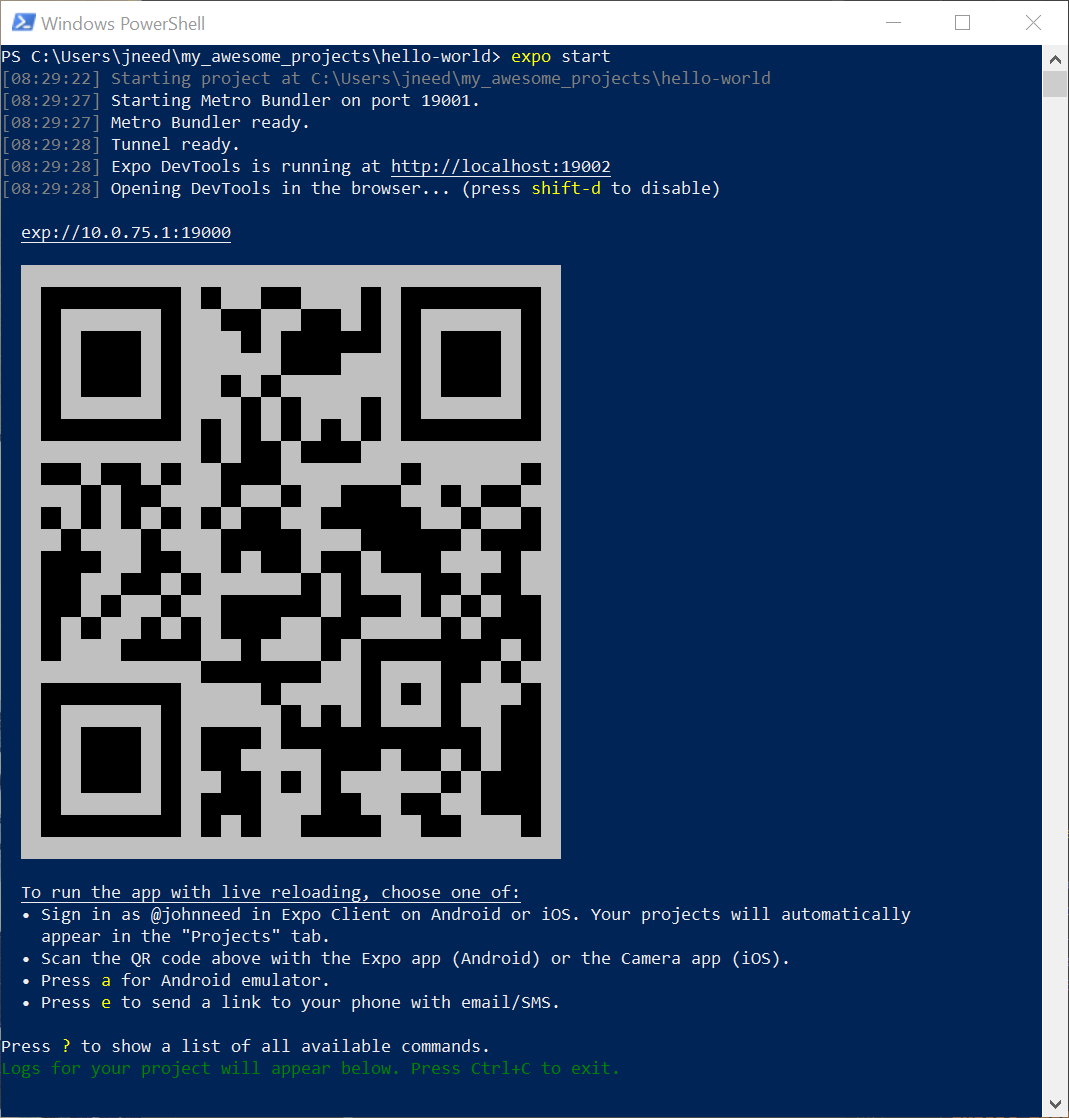 Windows PowerShell
PS C:\Users\jneed\my_awesome_projects\hello-world> expo start
[08:29:22] Starting project at C:\Users\jneed\my_awesome_projects\hello-world
[08:29:27] Starting Metro Bundler on port 19001.
[08:29:27] Metro Bundler ready.
[08:29:28] Tunnel ready.
[08:29:28] Expo DevTools is running at http://localhost:19002
[08:29:28] Opening DevTools in the browser... (press shift-d to disable)
exp://10.0.75.1:19000
To run the app with live reloading, choose one of:
• Sign in as @johnneed in Expo Client on Android or iOS. Your projects will automatically
appear in the "Projects" tab.
• Scan the QR code above with the Expo app (Android) or the Camera app (iOS).
• Press a for Android emulator.
• Press e to send a link to your phone with email/SMS.
Press ? to show a list of all available commands.
Logs for your project will appear below. Press Ctrl+C to exit.